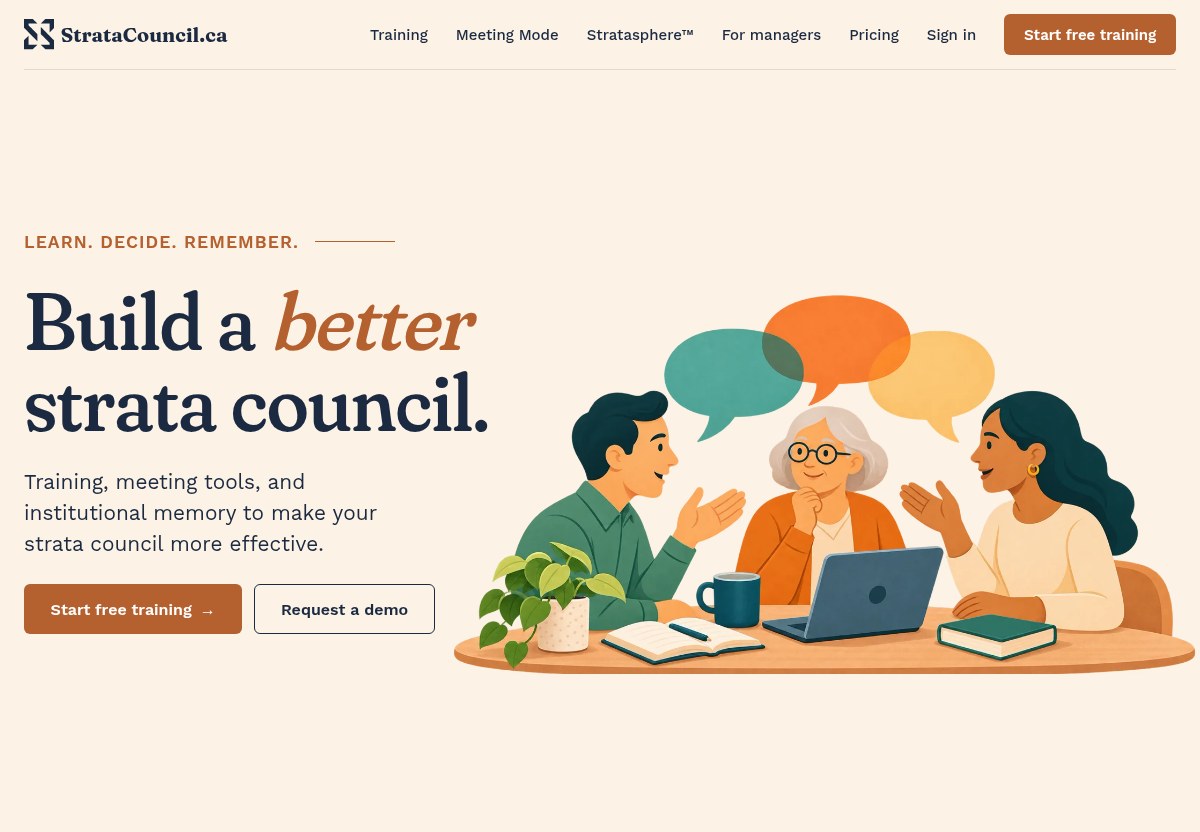 StrataCouncil.ca
Training Meeting Mode Stratasphere™ For managers Pricing Sign in Start free training
LEARN. DECIDE. REMEMBER.
Build a better
strata council.
Training, meeting tools, and
institutional memory to make your
strata council more effective.
Start free training →
Request a demo